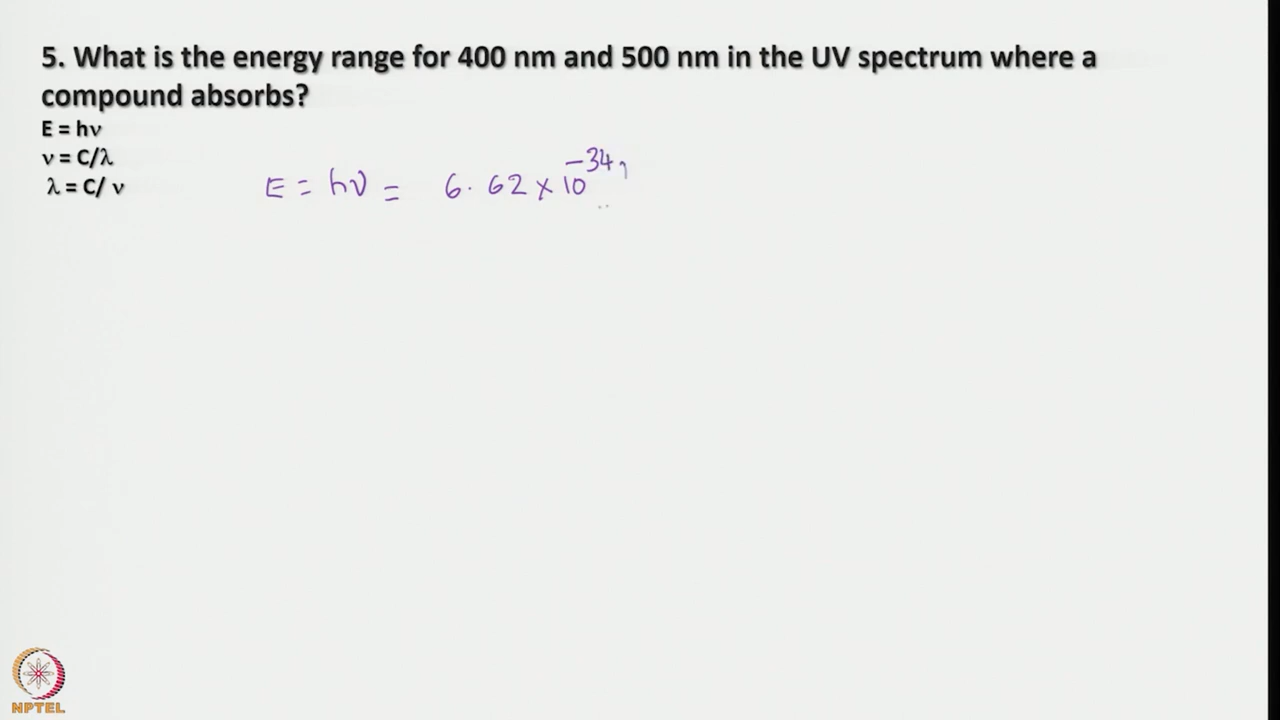 5. What is the energy range for 400 nm and 500 nm in the UV spectrum where a
compound absorbs?
E = hν
ν = C/λ
λ = C/ ν
E = hν = 6.62 × 10⁻³⁴
NPTEL